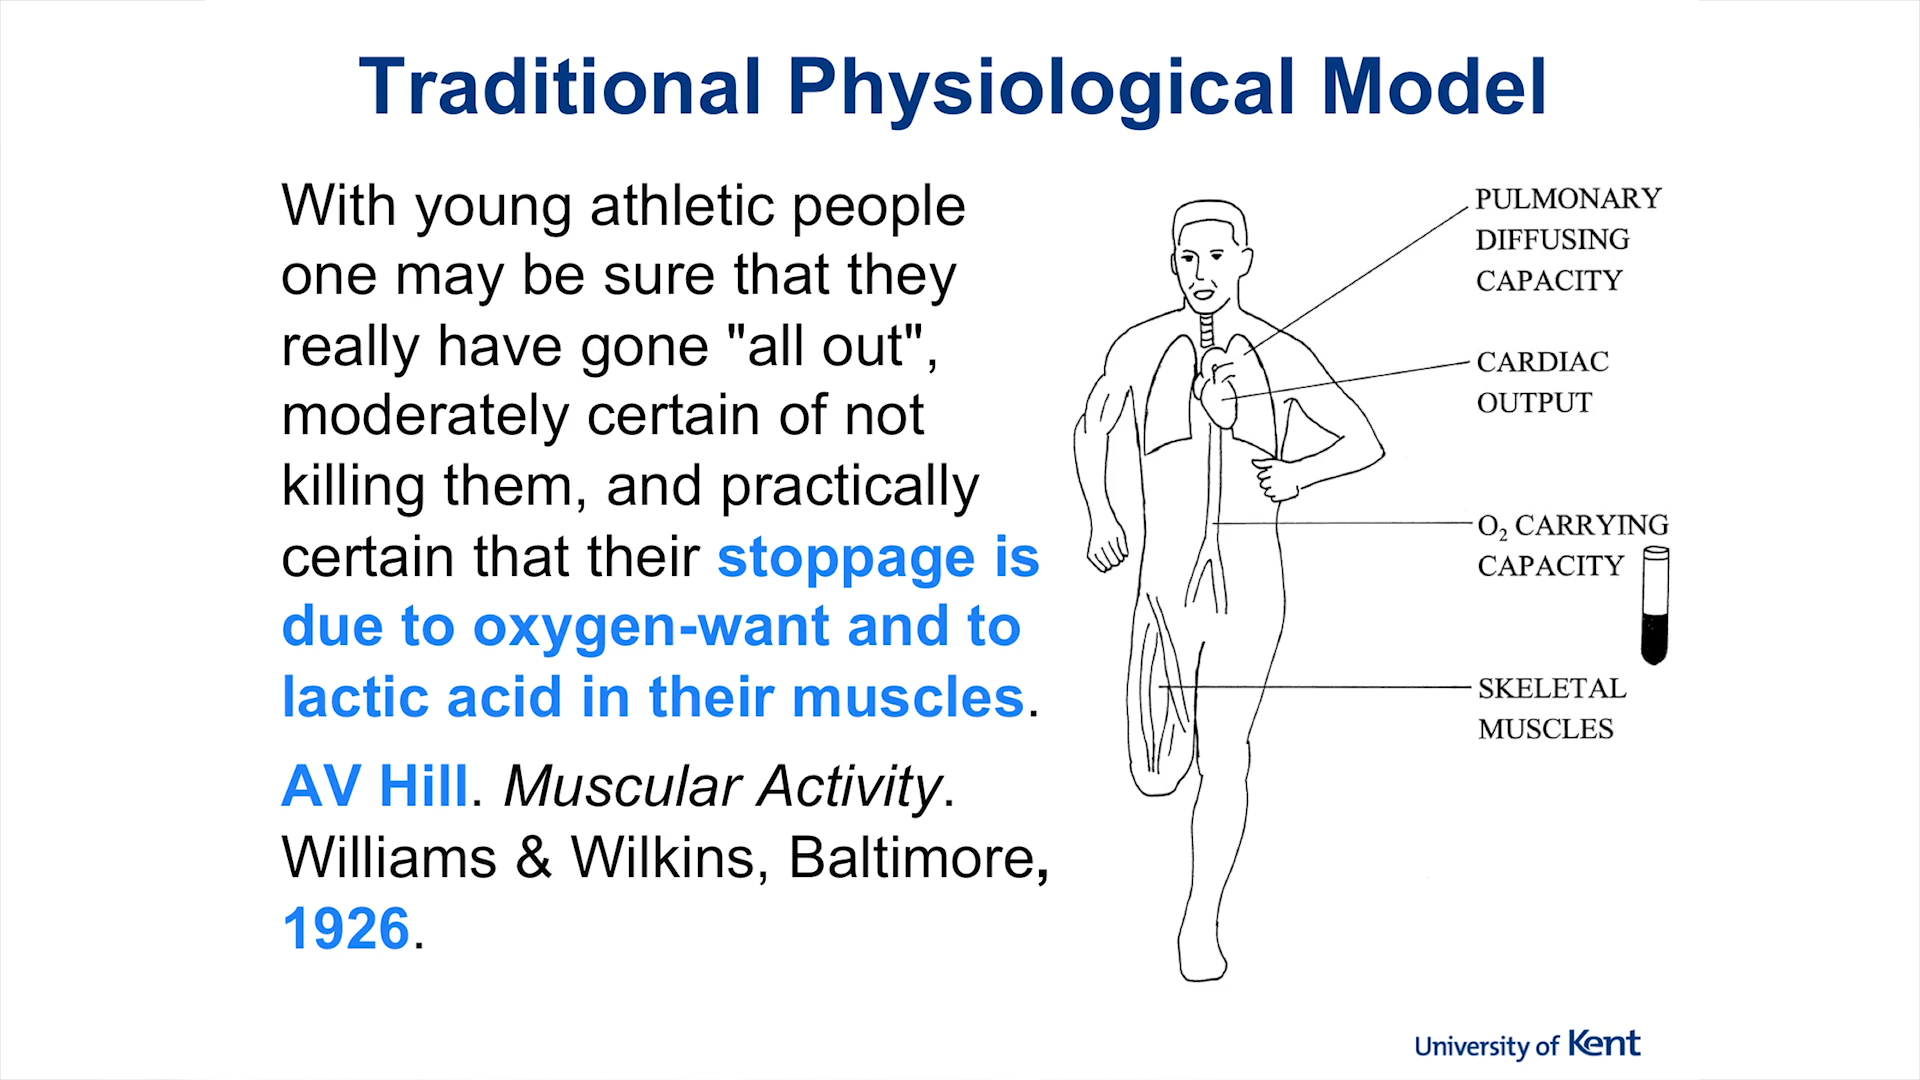 Traditional Physiological Model
With young athletic people
one may be sure that they
really have gone "all out",
moderately certain of not
killing them, and practically
certain that their stoppage is
due to oxygen-want and to
lactic acid in their muscles.
AV Hill. Muscular Activity.
Williams & Wilkins, Baltimore,
1926.
PULMONARY
DIFFUSING
CAPACITY
CARDIAC
OUTPUT
O₂ CARRYING
CAPACITY
SKELETAL
MUSCLES
University of Kent